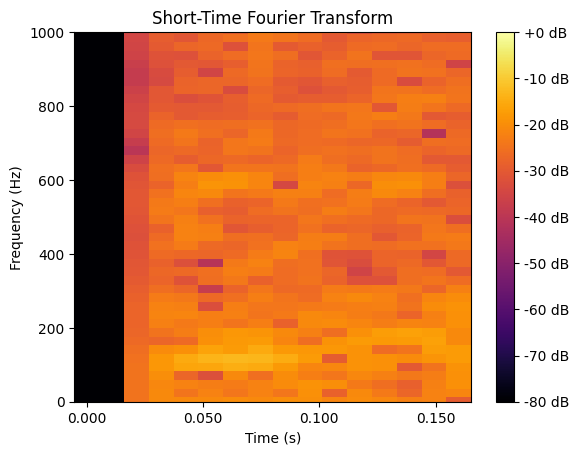 Short-Time Fourier Transform
1000
800
600
400
200
0
Frequency (Hz)
0.000
0.050
0.100
0.150
Time (s)
+0 dB
-10 dB
-20 dB
-30 dB
-40 dB
-50 dB
-60 dB
-70 dB
-80 dB